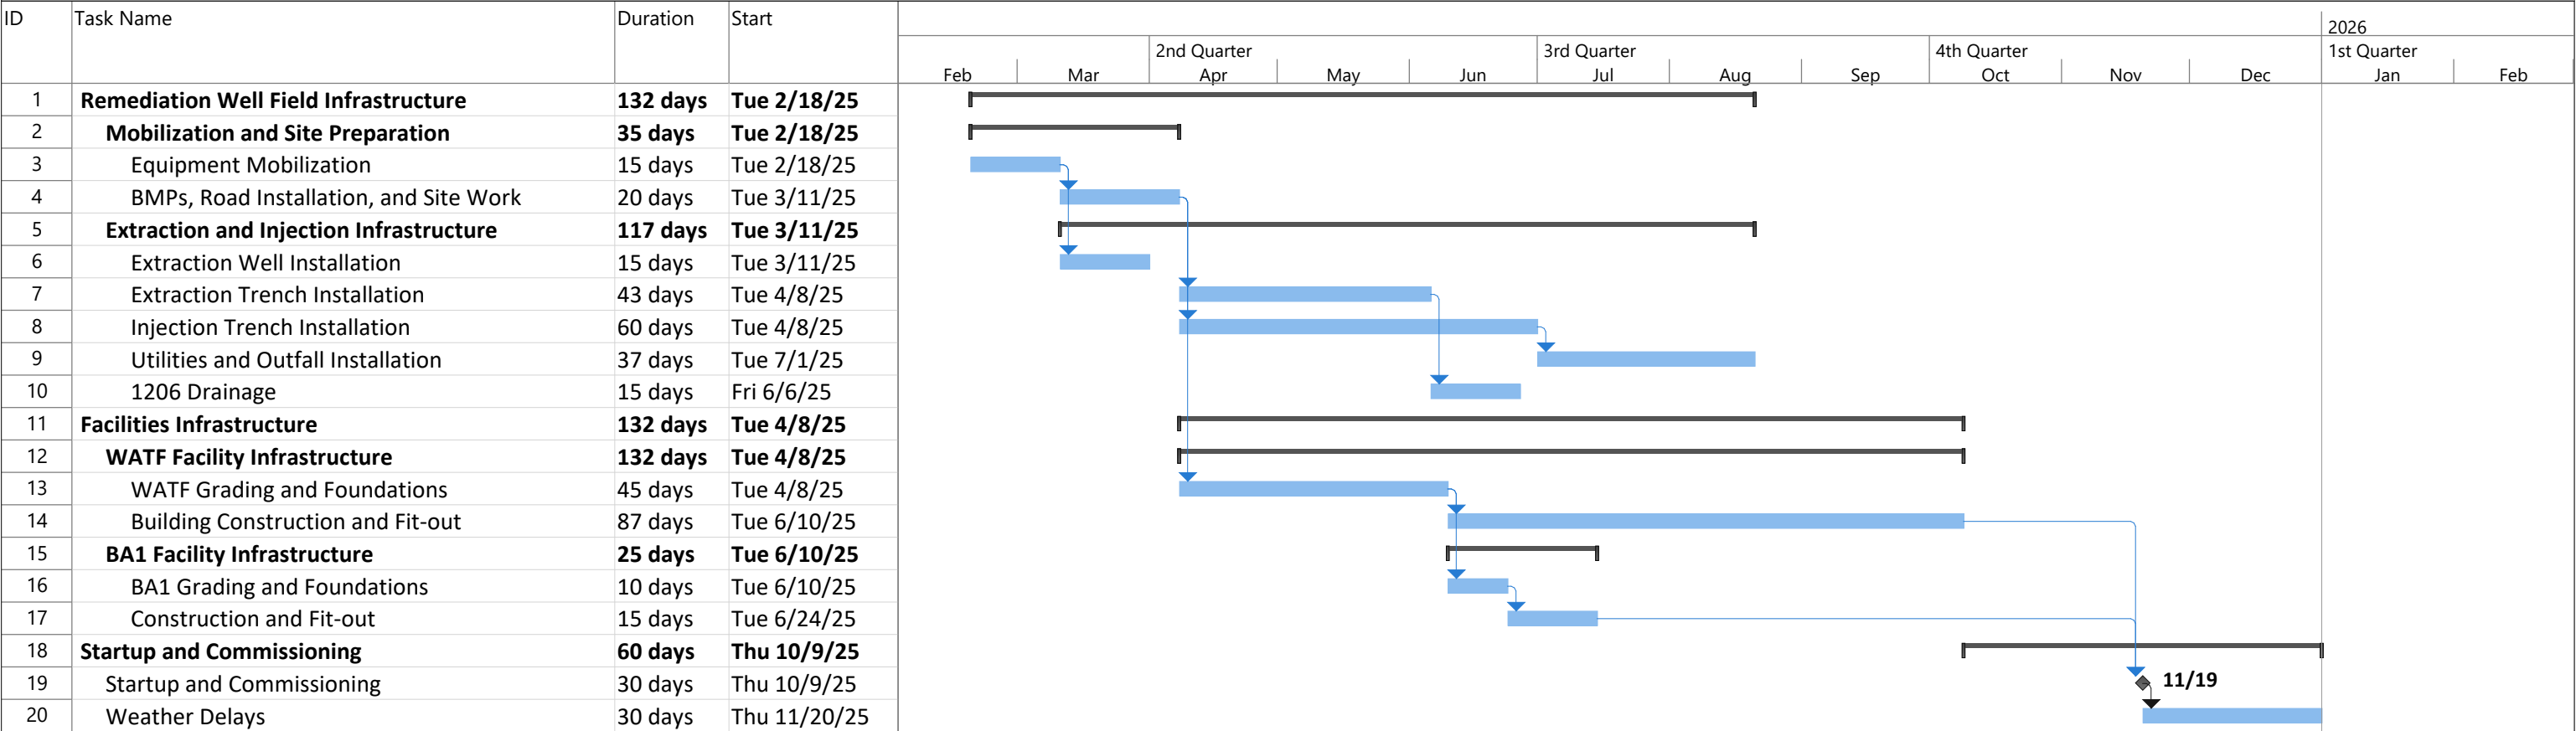 ID Task Name Duration Start
2026
2nd Quarter 3rd Quarter 4th Quarter 1st Quarter
Feb Mar Apr May Jun Jul Aug Sep Oct Nov Dec Jan Feb
1 Remediation Well Field Infrastructure 132 days Tue 2/18/25
2 Mobilization and Site Preparation 35 days Tue 2/18/25
3 Equipment Mobilization 15 days Tue 2/18/25
4 BMPs, Road Installation, and Site Work 20 days Tue 3/11/25
5 Extraction and Injection Infrastructure 117 days Tue 3/11/25
6 Extraction Well Installation 15 days Tue 3/11/25
7 Extraction Trench Installation 43 days Tue 4/8/25
8 Injection Trench Installation 60 days Tue 4/8/25
9 Utilities and Outfall Installation 37 days Tue 7/1/25
10 1206 Drainage 15 days Fri 6/6/25
11 Facilities Infrastructure 132 days Tue 4/8/25
12 WATF Facility Infrastructure 132 days Tue 4/8/25
13 WATF Grading and Foundations 45 days Tue 4/8/25
14 Building Construction and Fit-out 87 days Tue 6/10/25
15 BA1 Facility Infrastructure 25 days Tue 6/10/25
16 BA1 Grading and Foundations 10 days Tue 6/10/25
17 Construction and Fit-out 15 days Tue 6/24/25
18 Startup and Commissioning 60 days Thu 10/9/25
19 Startup and Commissioning 30 days Thu 10/9/25 11/19
20 Weather Delays 30 days Thu 11/20/25